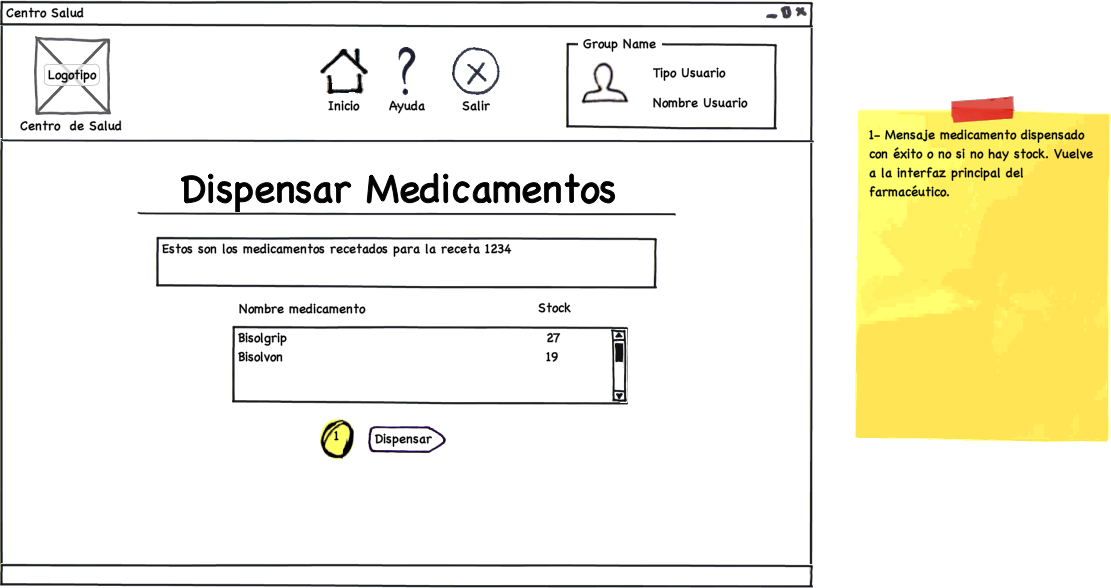 Centro Salud
Logotipo
Centro de Salud
Inicio
Ayuda
Salir
Group Name
Tipo Usuario
Nombre Usuario
Dispensar Medicamentos
Estos son los medicamentos recetados para la receta 1234
Nombre medicamento Stock
Bisolgrip 27
Bisolvon 19
1
Dispensar
1- Mensaje medicamento dispensado
con éxito o no si no hay stock. Vuelve
a la interfaz principal del
farmacéutico.